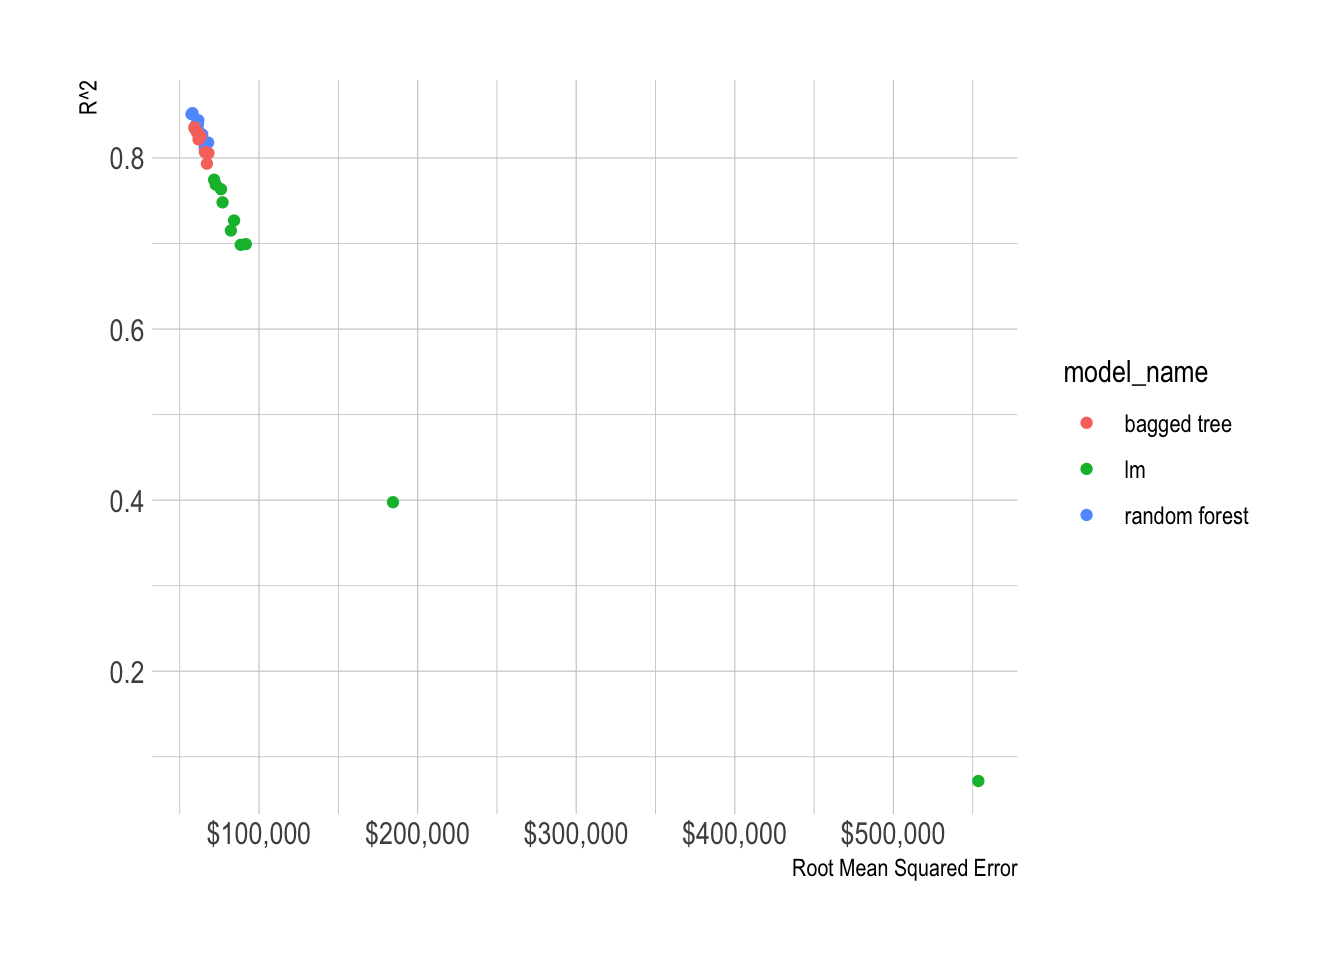 R^2
0.8
0.6
0.4
0.2
$100,000
$200,000
$300,000
$400,000
$500,000
Root Mean Squared Error
model_name
bagged tree
lm
random forest